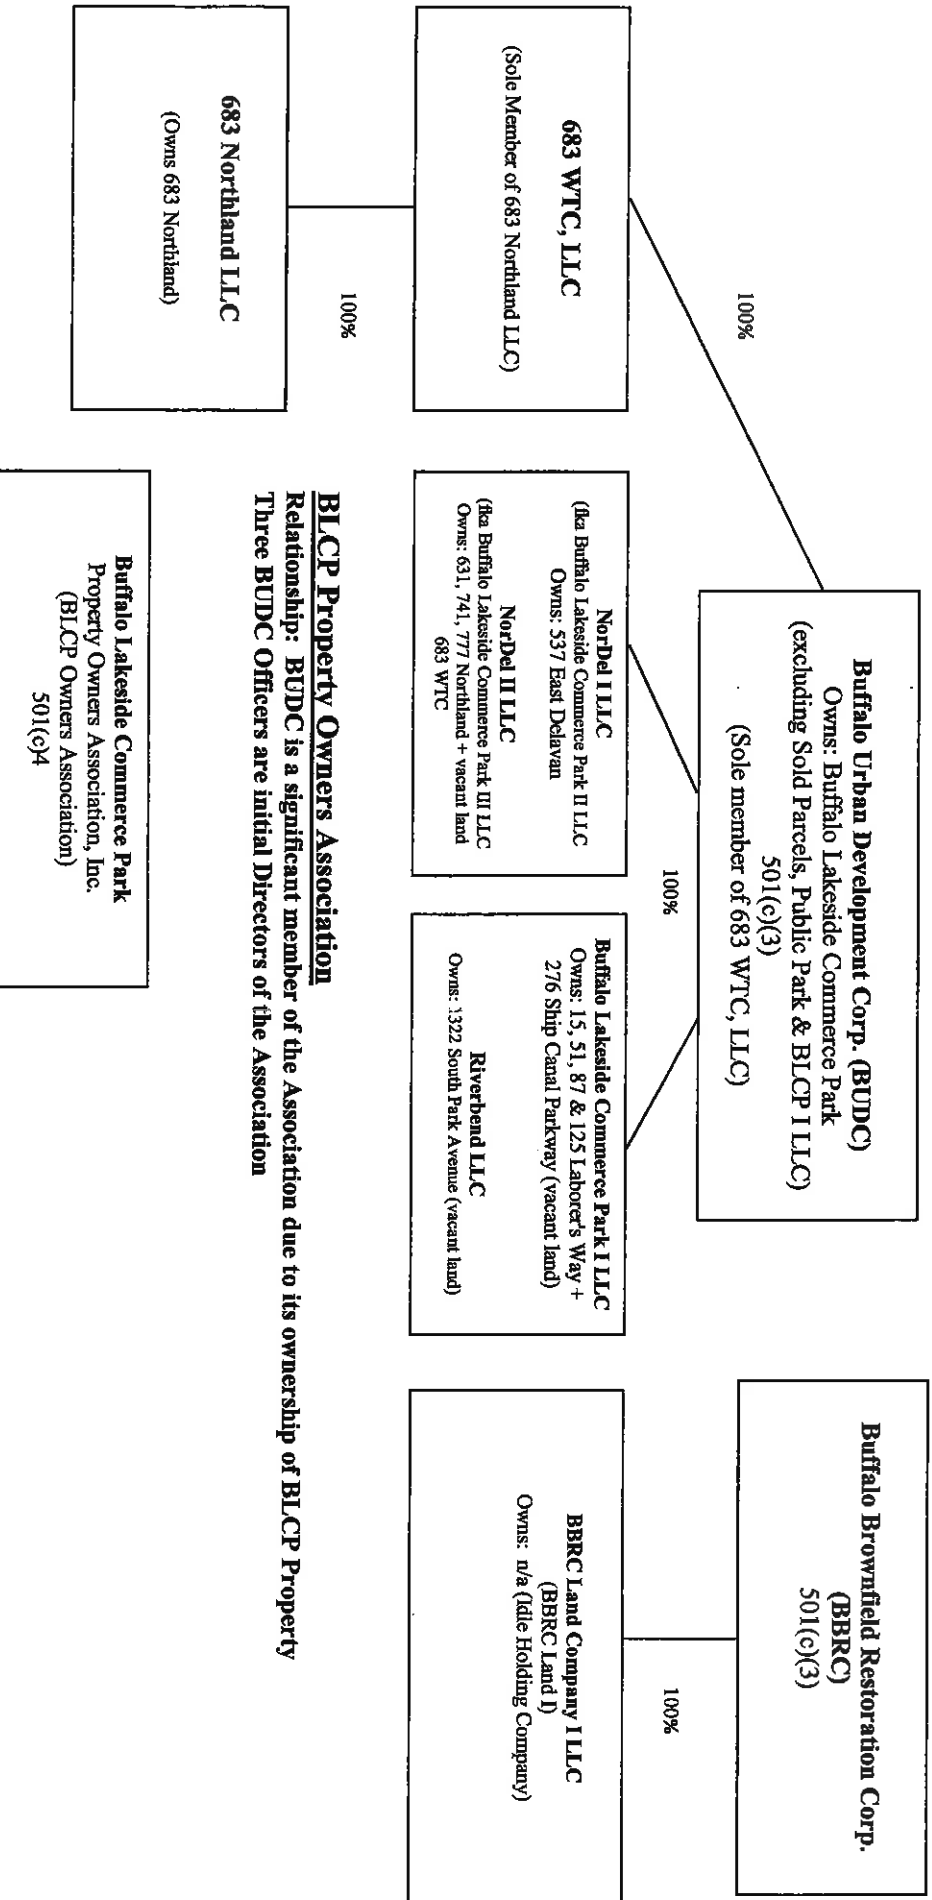 Buffalo Urban Development Corp. (BUDC)
Owns: Buffalo Lakeside Commerce Park
(excluding Sold Parcels, Public Park & BLCP I LLC)
501(c)(3)
(Sole member of 683 WTC, LLC)
Buffalo Brownfield Restoration Corp.
(BBRC)
501(c)(3)
100%
100%
100%
683 WTC, LLC
(Sole Member of 683 Northland LLC)
NorDel I LLC
(fka Buffalo Lakeside Commerce Park II LLC
Owns: 537 East Delavan
NorDel II LLC
(fka Buffalo Lakeside Commerce Park III LLC
Owns: 631, 741, 777 Northland + vacant land
683 WTC
Buffalo Lakeside Commerce Park I LLC
Owns: 15, 51, 87 & 125 Laborer's Way +
276 Ship Canal Parkway (vacant land)
Riverbend LLC
Owns: 1322 South Park Avenue (vacant land)
BBRC Land Company I LLC
(BBRC Land I)
Owns: n/a (Idle Holding Company)
100%
683 Northland LLC
(Owns 683 Northland)
BLCP Property Owners Association
Relationship: BUDC is a significant member of the Association due to its ownership of BLCP Property
Three BUDC Officers are initial Directors of the Association
Buffalo Lakeside Commerce Park
Property Owners Association, Inc.
(BLCP Owners Association)
501(c)4